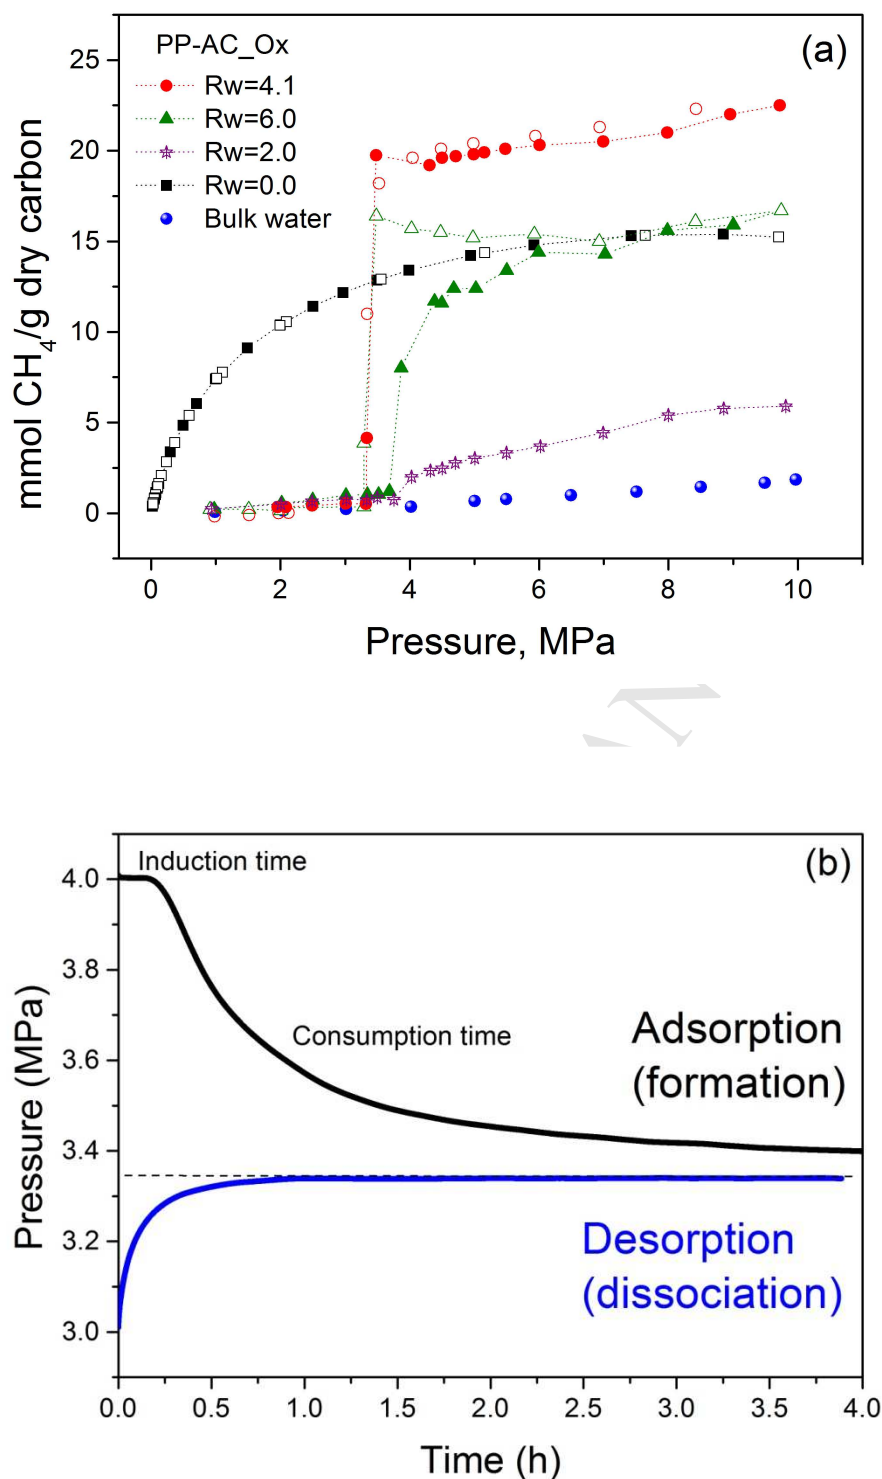 PP-AC_Ox
(a)
Rw=4.1
Rw=6.0
Rw=2.0
Rw=0.0
Bulk water
25
20
15
10
5
0
mmol CH₄/g dry carbon
0 2 4 6 8 10
Pressure, MPa
(b)
Induction time
Consumption time
Adsorption
(formation)
Desorption
(dissociation)
4.0
3.8
3.6
3.4
3.2
3.0
Pressure (MPa)
0.0 0.5 1.0 1.5 2.0 2.5 3.0 3.5 4.0
Time (h)